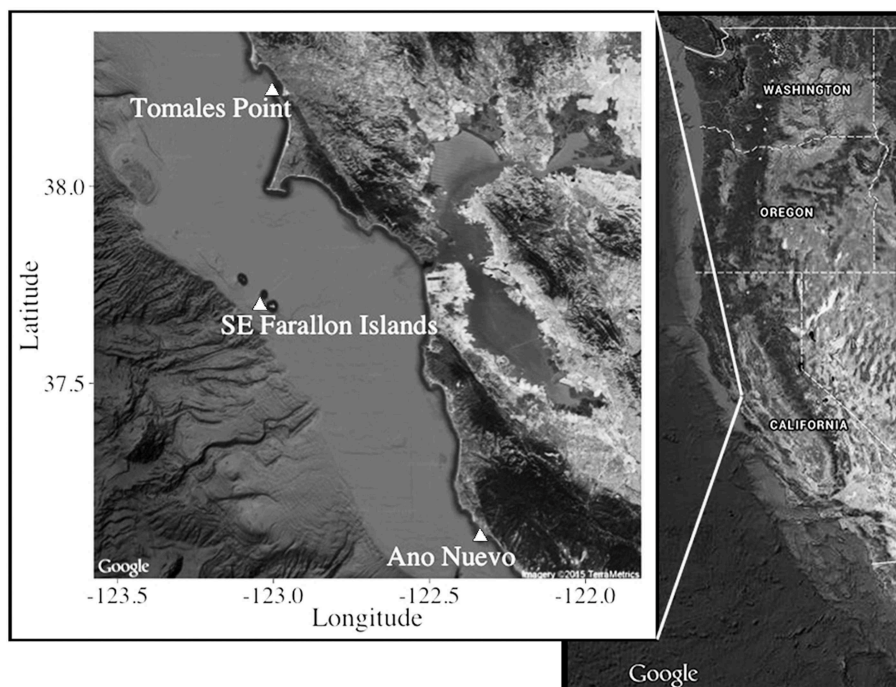 Tomales Point
SE Farallon Islands
Ano Nuevo
Google
Imagery ©2015 TerraMetrics
38.0
37.5
Latitude
-123.5
-123.0
-122.5
-122.0
Longitude
WASHINGTON
OREGON
CALIFORNIA
Google